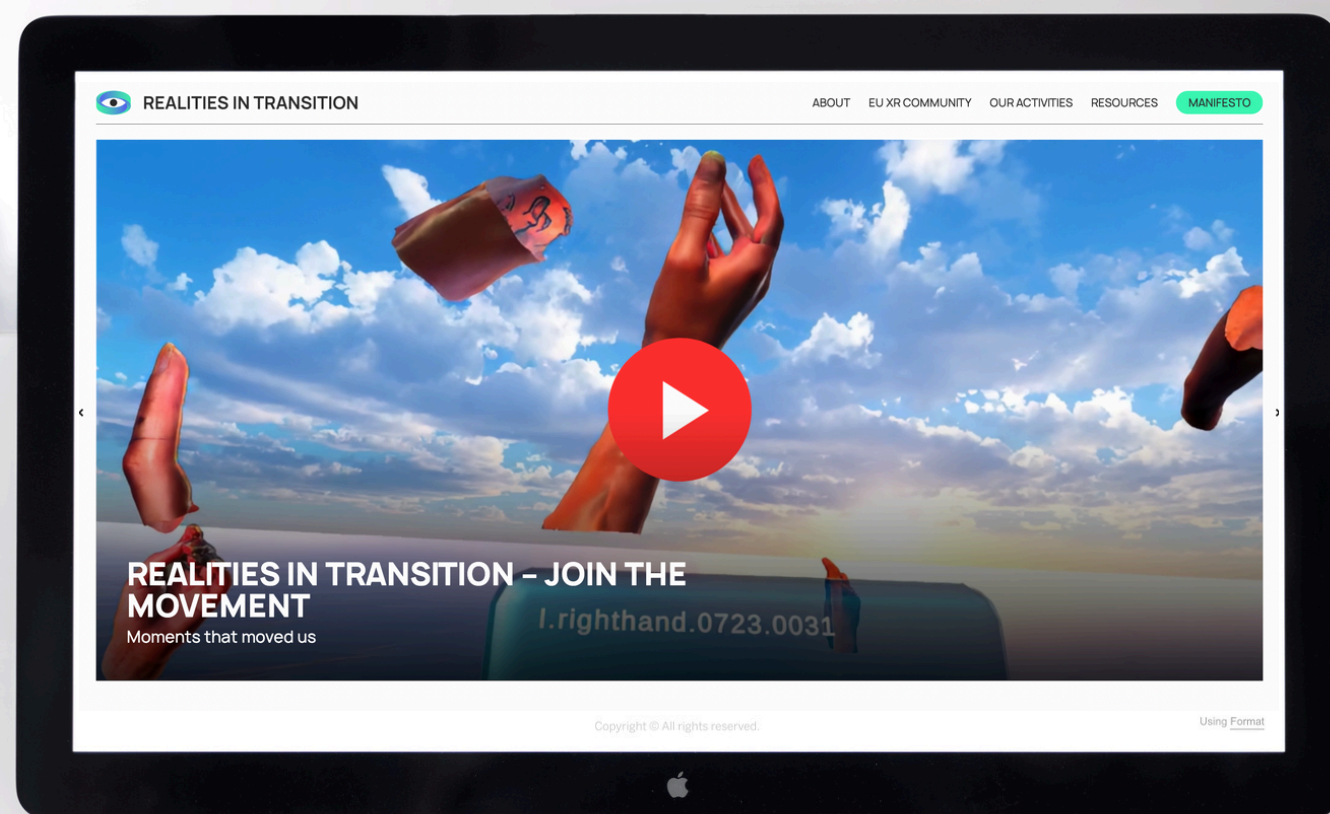 REALITIES IN TRANSITION
ABOUT EU XR COMMUNITY OUR ACTIVITIES RESOURCES MANIFESTO
REALITIES IN TRANSITION – JOIN THE
MOVEMENT
Moments that moved us
l.righthand.0723.0031
Copyright © All rights reserved.
Using Format